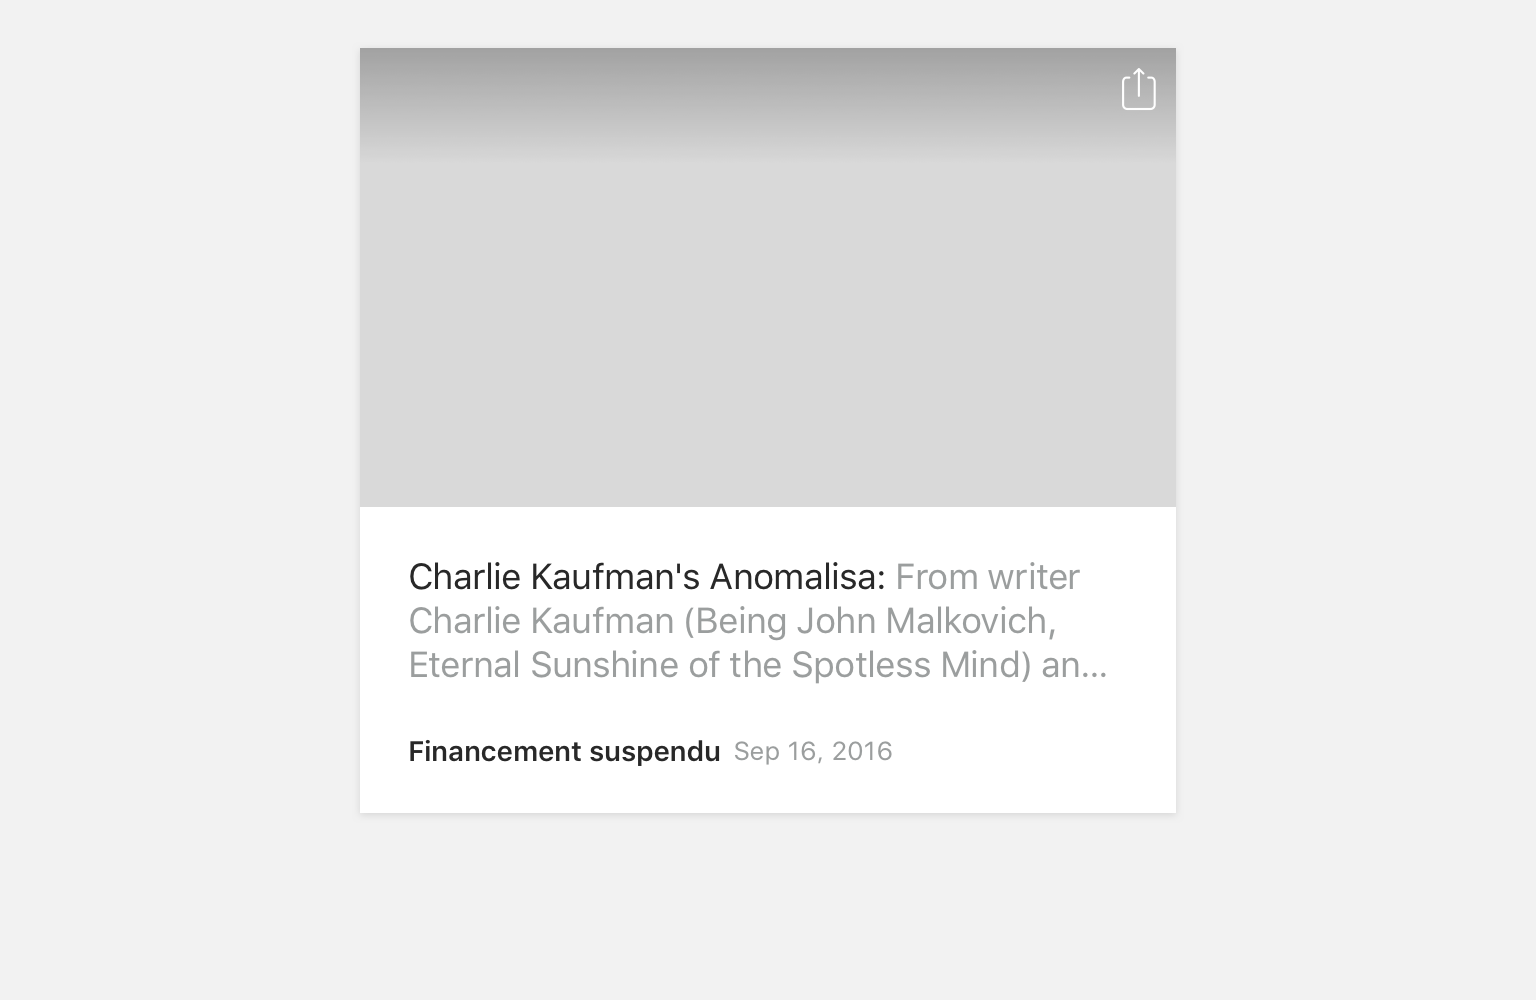 Charlie Kaufman's Anomalisa: From writer
Charlie Kaufman (Being John Malkovich,
Eternal Sunshine of the Spotless Mind) an…
Financement suspendu Sep 16, 2016